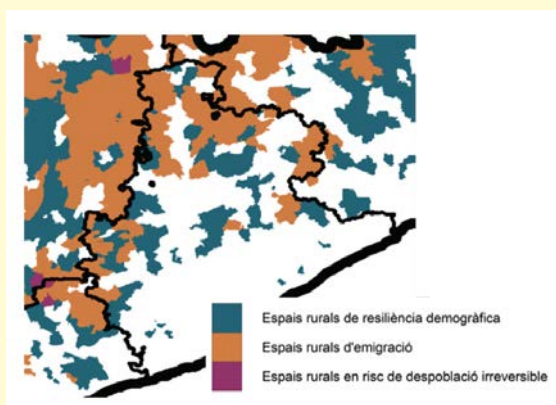 Espais rurals de resiliència demogràfica
Espais rurals d'emigració
Espais rurals en risc de despoblació irreversible